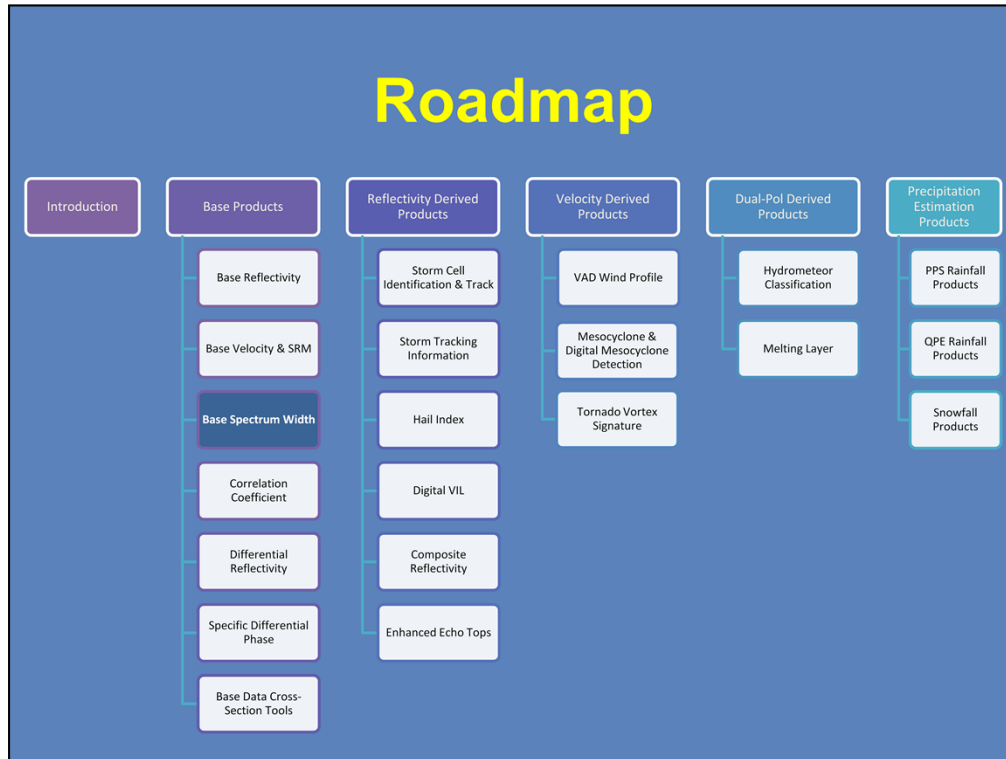 Roadmap
Introduction
Base Products
Base Reflectivity
Base Velocity & SRM
Base Spectrum Width
Correlation
Coefficient
Differential
Reflectivity
Specific Differential
Phase
Base Data Cross-
Section Tools
Reflectivity Derived
Products
Storm Cell
Identification & Track
Storm Tracking
Information
Hail Index
Digital VIL
Composite
Reflectivity
Enhanced Echo Tops
Velocity Derived
Products
VAD Wind Profile
Mesocyclone &
Digital Mesocyclone
Detection
Tornado Vortex
Signature
Dual-Pol Derived
Products
Hydrometeor
Classification
Melting Layer
Precipitation
Estimation
Products
PPS Rainfall
Products
QPE Rainfall
Products
Snowfall
Products